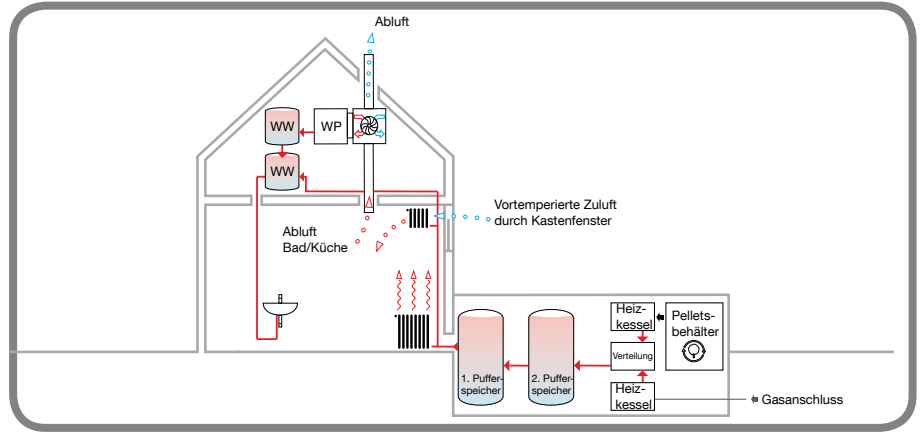 Abluft
WW
WP
WW
Vortemperierte Zuluft
durch Kastenfenster
Abluft
Bad/Küche
Heiz-
kessel
Pellets-
behälter
Verteilung
1. Puffer-
speicher
2. Puffer-
speicher
Heiz-
kessel
Gasanschluss